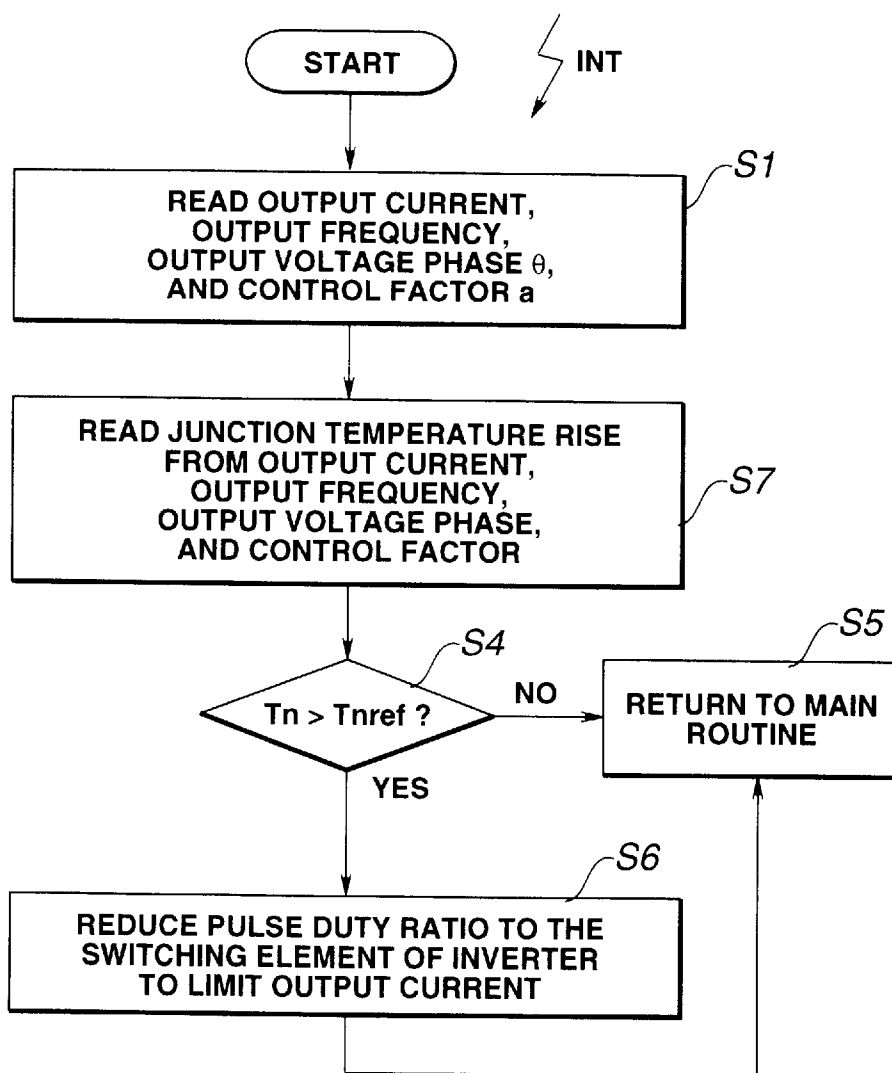 START
INT
S1
READ OUTPUT CURRENT,
OUTPUT FREQUENCY,
OUTPUT VOLTAGE PHASE θ,
AND CONTROL FACTOR a
READ JUNCTION TEMPERATURE RISE
FROM OUTPUT CURRENT,
OUTPUT FREQUENCY,
OUTPUT VOLTAGE PHASE,
AND CONTROL FACTOR
S7
S4
Tn > Tnref ?
NO
YES
S5
RETURN TO MAIN
ROUTINE
S6
REDUCE PULSE DUTY RATIO TO THE
SWITCHING ELEMENT OF INVERTER
TO LIMIT OUTPUT CURRENT